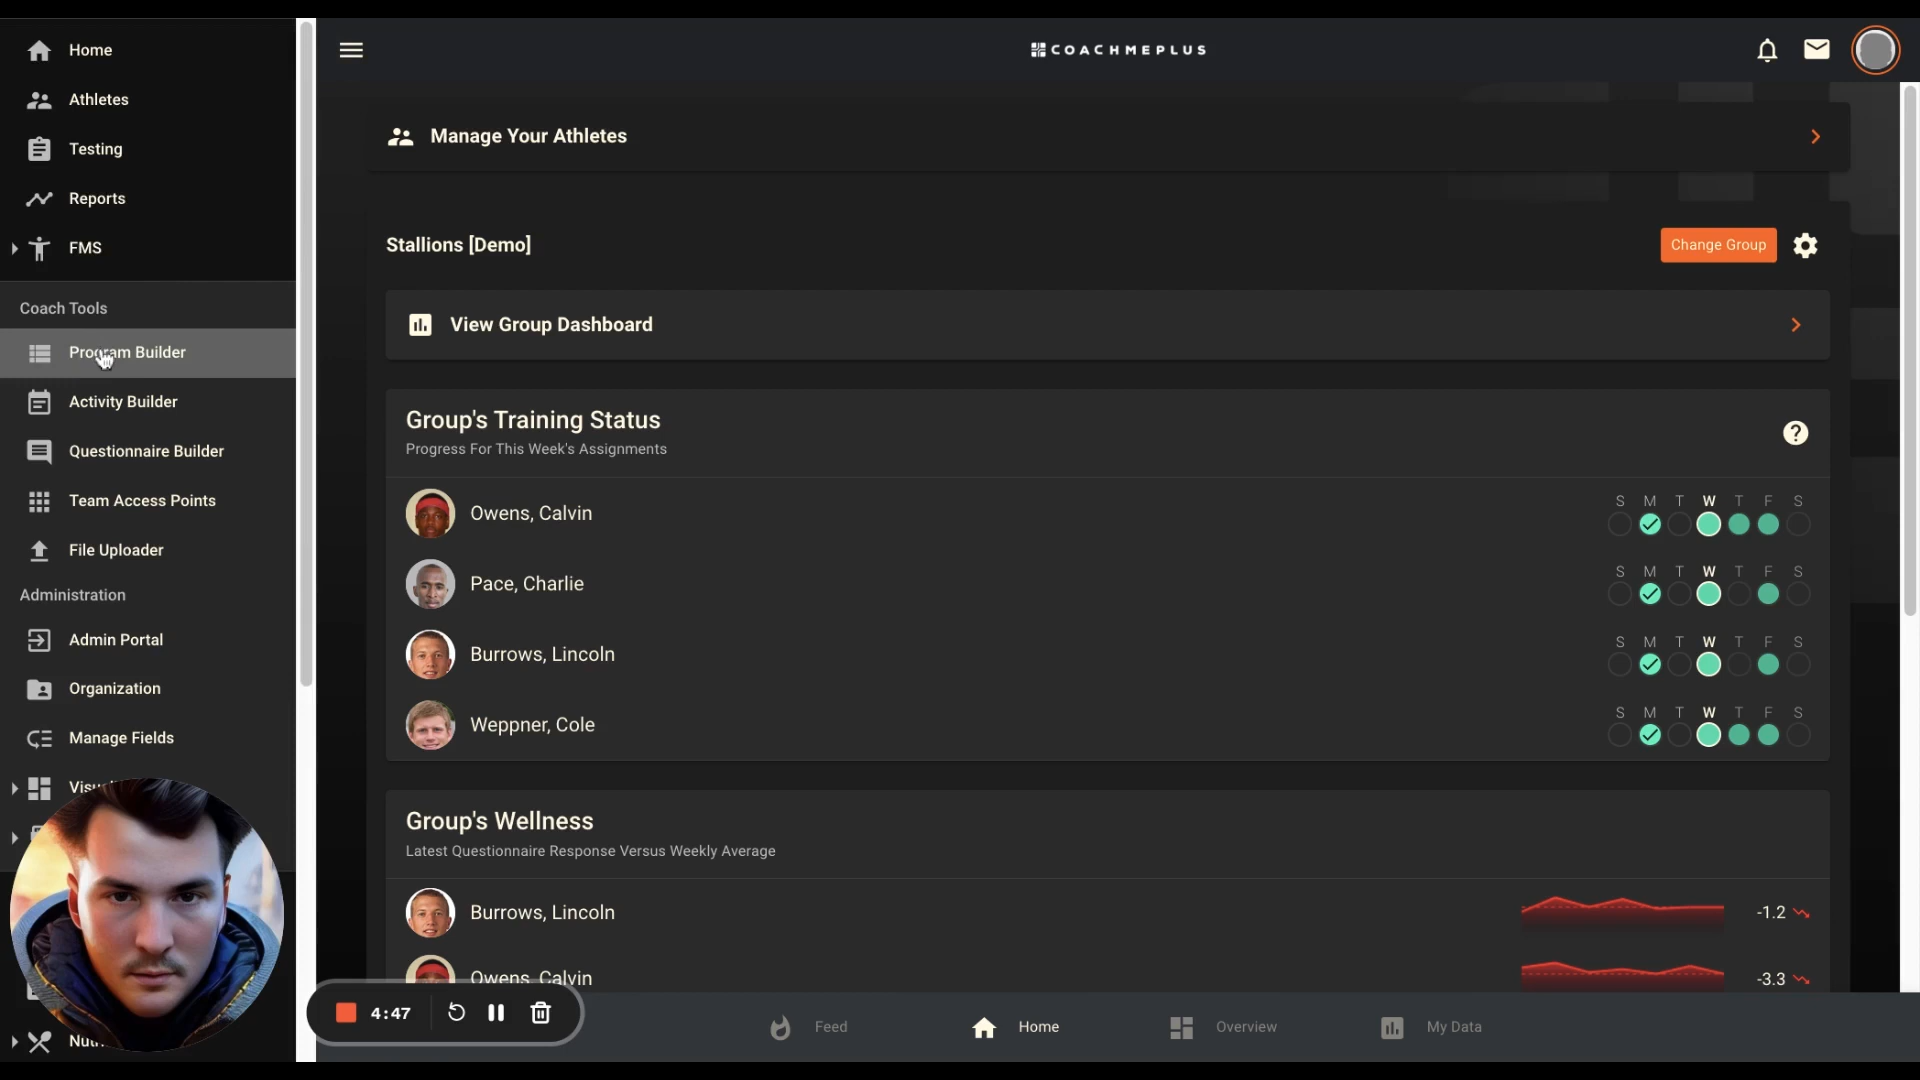 Home
Athletes
Testing
Reports
FMS
Coach Tools
Program Builder
Activity Builder
Questionnaire Builder
Team Access Points
File Uploader
Administration
Admin Portal
Organization
Manage Fields
COACHMEPLUS
Manage Your Athletes
Stallions [Demo]
Change Group
View Group Dashboard
Group's Training Status
Progress For This Week's Assignments
?
Owens, Calvin
S M T W T F S
Pace, Charlie
S M T W T F S
Burrows, Lincoln
S M T W T F S
Weppner, Cole
S M T W T F S
Group's Wellness
Latest Questionnaire Response Versus Weekly Average
Burrows, Lincoln
-1.2
Owens, Calvin
-3.3
4:47
Feed
Home
Overview
My Data